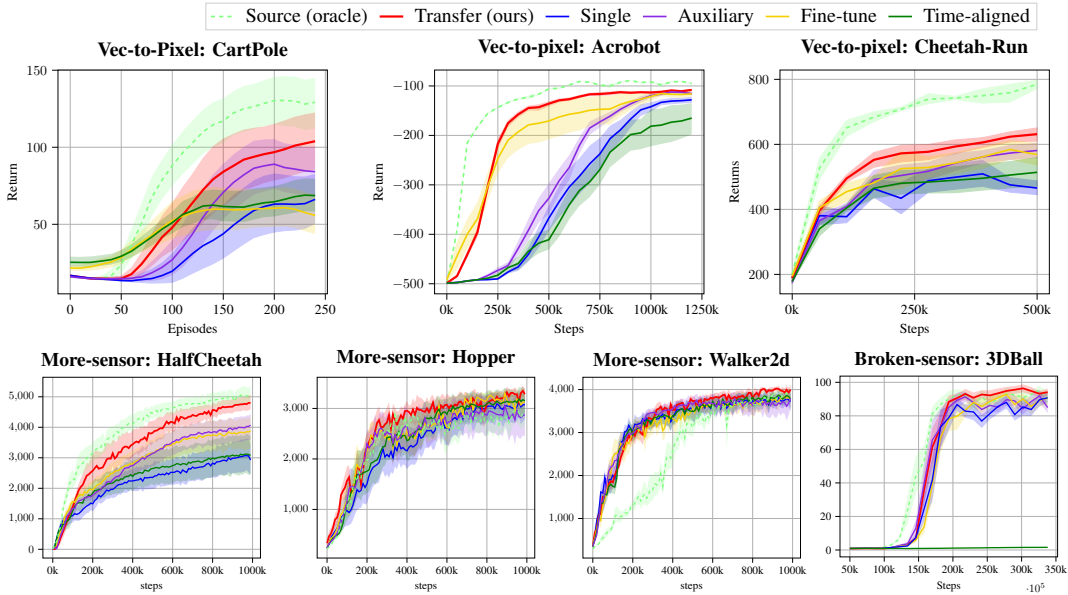 Source (oracle) Transfer (ours) Single Auxiliary Fine-tune Time-aligned
Vec-to-Pixel: CartPole
150
100
50
Return
0 50 100 150 200 250
Episodes
Vec-to-pixel: Acrobot
−100
−200
−300
−400
−500
Return
0k 250k 500k 750k 1000k 1250k
Steps
Vec-to-pixel: Cheetah-Run
800
600
400
200
Returns
0k 250k 500k
Steps
More-sensor: HalfCheetah
5,000
4,000
3,000
2,000
1,000
0
0k 200k 400k 600k 800k 1000k
steps
More-sensor: Hopper
3,000
2,000
1,000
0k 200k 400k 600k 800k 1000k
steps
More-sensor: Walker2d
4,000
3,000
2,000
1,000
0k 200k 400k 600k 800k 1000k
steps
Broken-sensor: 3DBall
100
80
60
40
20
0
50k 100k 150k 200k 250k 300k 350k
Steps
·10⁵